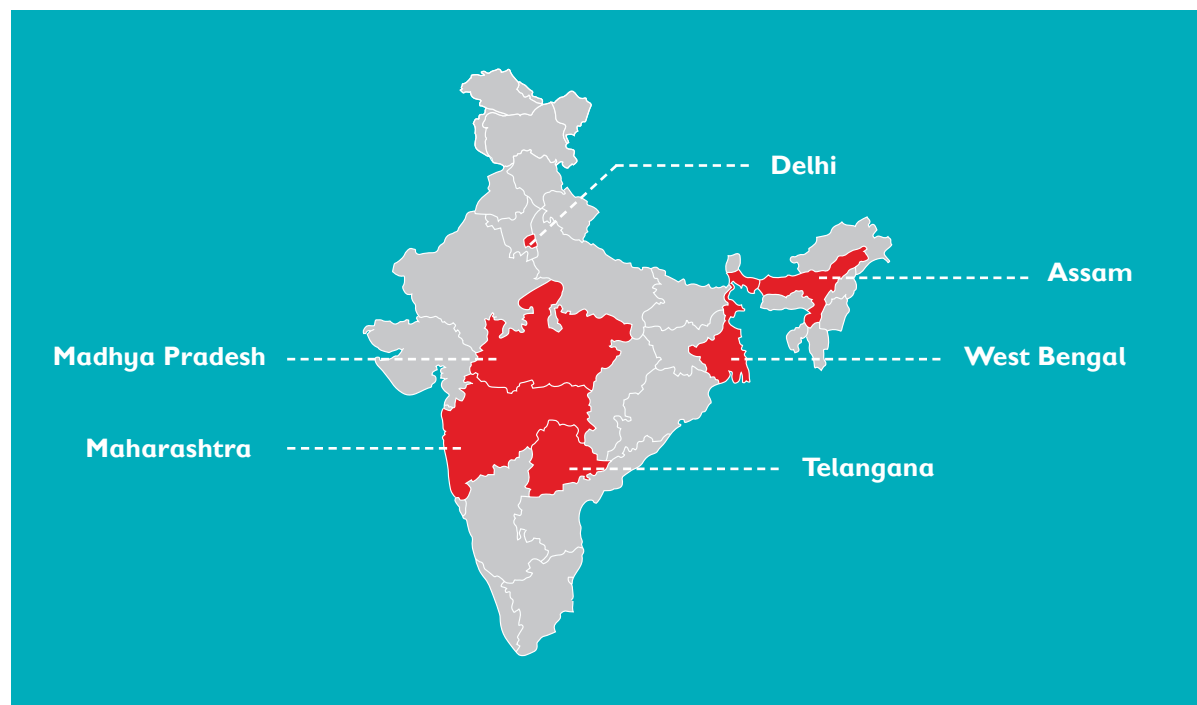 Delhi
Assam
Madhya Pradesh
West Bengal
Maharashtra
Telangana